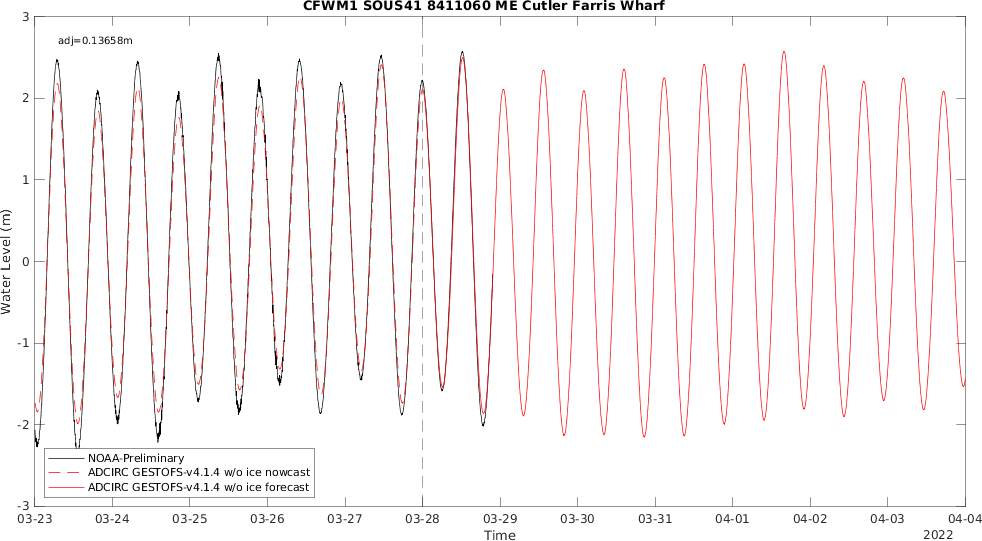 CFWM1 SOUS41 8411060 ME Cutler Farris Wharf
adj=0.13658m
3
2
1
0
-1
-2
-3
Water Level (m)
NOAA-Preliminary
ADCIRC GESTOFS-v4.1.4 w/o ice nowcast
ADCIRC GESTOFS-v4.1.4 w/o ice forecast
03-23 03-24 03-25 03-26 03-27 03-28 03-29 03-30 03-31 04-01 04-02 04-03 04-04
Time
2022